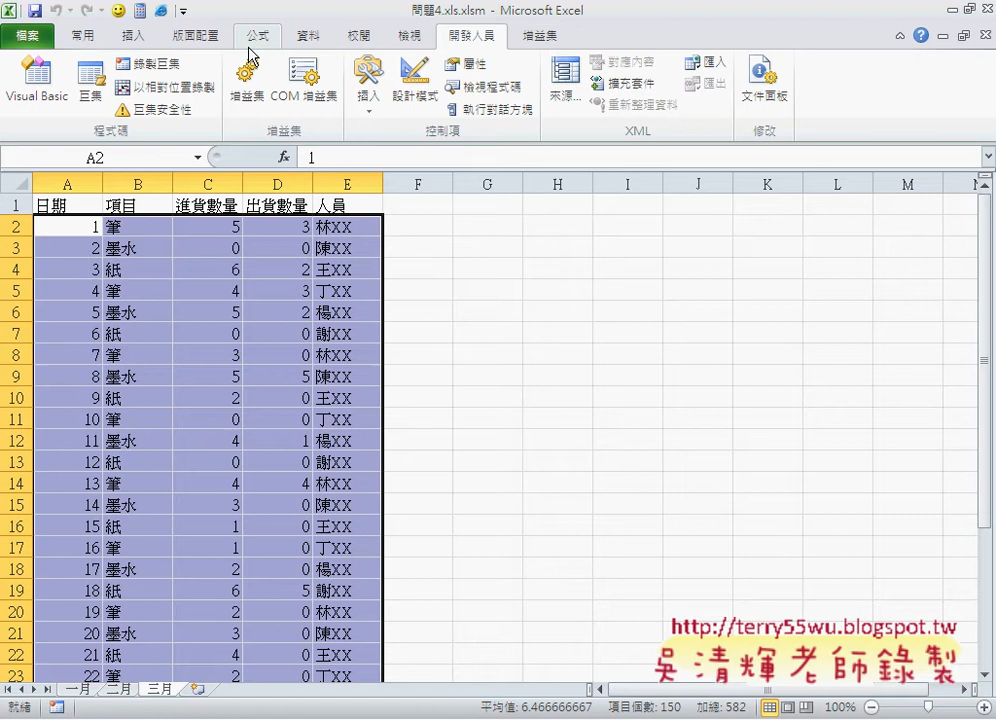 問題4.xls.xlsm - Microsoft Excel
檔案 常用 插入 版面配置 公式 資料 校閱 檢視 開發人員 增益集
Visual Basic 巨集 錄製巨集 以相對位置錄製 巨集安全性 程式碼
增益集 COM 增益集 增益集
插入 設計模式 屬性 檢視程式碼 執行對話方塊 控制項
來源... 對應內容 擴充套件 重新整理資料 匯入 匯出 XML
文件面板 修改
A2 fx 1
A B C D E F G H I J K L M N
1 日期 項目 進貨數量 出貨數量 人員
2 1 筆 5 3 林XX
3 2 墨水 0 0 陳XX
4 3 紙 6 2 王XX
5 4 筆 4 3 丁XX
6 5 墨水 5 2 楊XX
7 6 紙 0 0 謝XX
8 7 筆 3 0 林XX
9 8 墨水 5 5 陳XX
10 9 紙 2 0 王XX
11 10 筆 0 0 丁XX
12 11 墨水 4 1 楊XX
13 12 紙 0 0 謝XX
14 13 筆 4 4 林XX
15 14 墨水 3 0 陳XX
16 15 紙 1 0 王XX
17 16 筆 1 0 丁XX
18 17 墨水 2 0 楊XX
19 18 紙 6 5 謝XX
20 19 筆 2 0 林XX
21 20 墨水 3 0 陳XX
22 21 紙 4 0 王XX
23 22 筆 2 0 丁XX
http://terry55wu.blogspot.tw
吳清輝老師錄製
一月 二月 三月
就緒 平均值: 6.466666667 項目個數: 150 加總: 582 100%